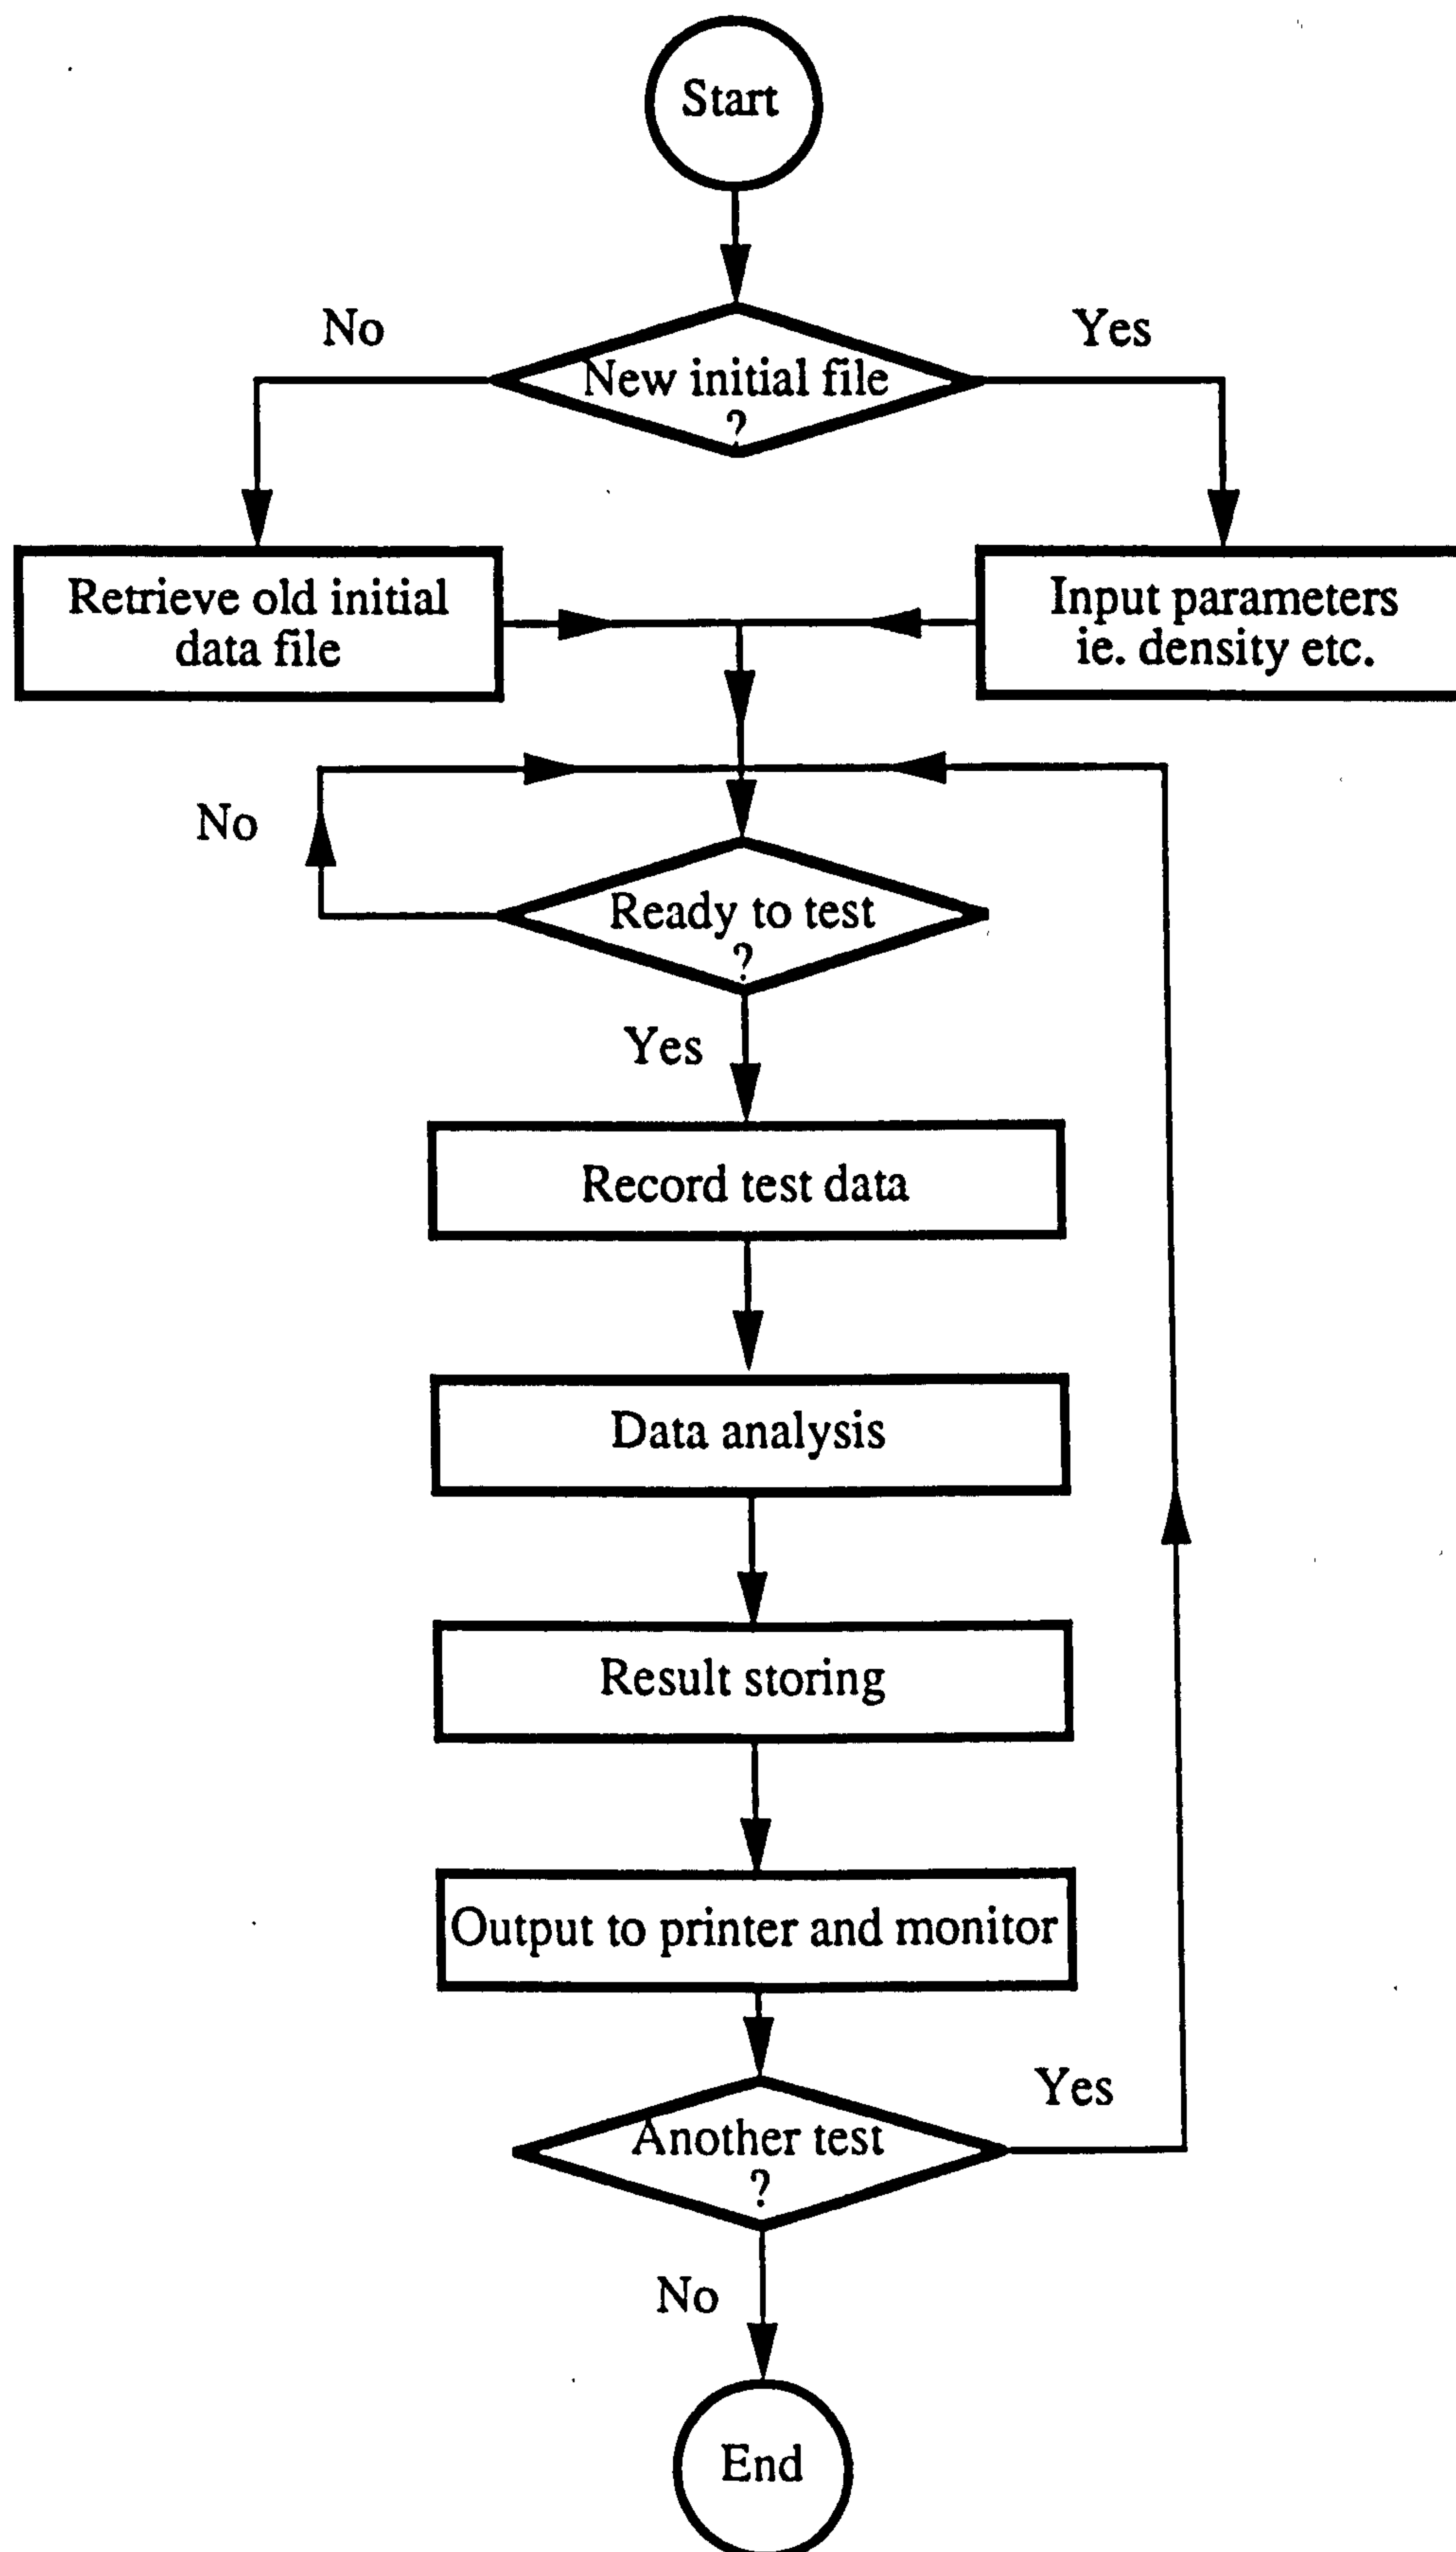 Start
No
Yes
New initial file
?
Retrieve old initial
data file
Input parameters
ie. density etc.
No
Ready to test
?
Yes
Record test data
Data analysis
Result storing
Output to printer and monitor
Yes
Another test
?
No
End